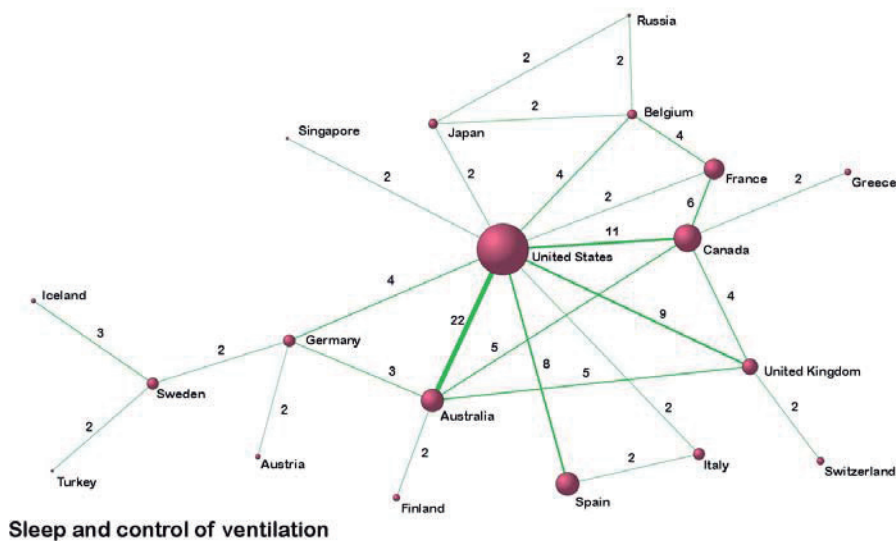 Russia
2
2
2
Belgium
Japan
Singapore
4
France
2
Greece
2
2
4
2
6
11
Canada
United States
4
4
Iceland
9
22
3
Germany
5
8
2
3
5
United Kingdom
Sweden
Australia
2
2
2
2
Italy
2
2
Austria
Turkey
Switzerland
Finland
Spain
Sleep and control of ventilation